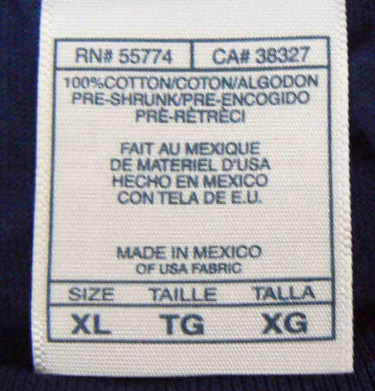 RN# 55774 CA# 38327
100%COTTON/COTON/ALGODON
PRE-SHRUNK/PRE-ENCOGIDO
PRÉ-RÉTRÉCI
FAIT AU MEXIQUE
DE MATERIEL D'USA
HECHO EN MEXICO
CON TELA DE E.U.
MADE IN MEXICO
OF USA FABRIC
SIZE TAILLE TALLA
XL TG XG